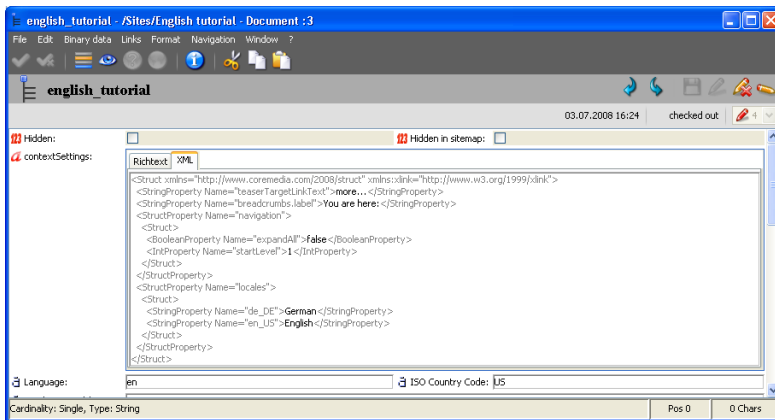 english_tutorial - /Sites/English tutorial - Document :3
File Edit Binary data Links Format Navigation Window ?
english_tutorial
03.07.2008 16:24 checked out 4
Hidden: Hidden in sitemap:
contextSettings: Richtext XML
<Struct xmlns="http://www.coremedia.com/2008/struct" xmlns:xlink="http://www.w3.org/1999/xlink">
<StringProperty Name="teaserTargetLinkText">more...</StringProperty>
<StringProperty Name="breadcrumbs.label">You are here:</StringProperty>
<StructProperty Name="navigation">
<Struct>
<BooleanProperty Name="expandAll">false</BooleanProperty>
<IntProperty Name="startLevel">1</IntProperty>
</Struct>
</StructProperty>
<StructProperty Name="locales">
<Struct>
<StringProperty Name="de_DE">German</StringProperty>
<StringProperty Name="en_US">English</StringProperty>
</Struct>
</StructProperty>
</Struct>
Language: en ISO Country Code: US
Cardinality: Single, Type: String Pos 0 0 Chars